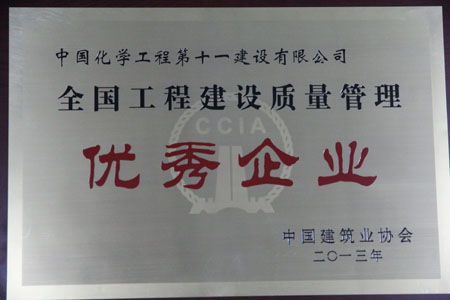 中国化学工程第十一建设有限公司
全国工程建设质量管理
CCIA
优秀企业
中国建筑业协会
二〇一三年